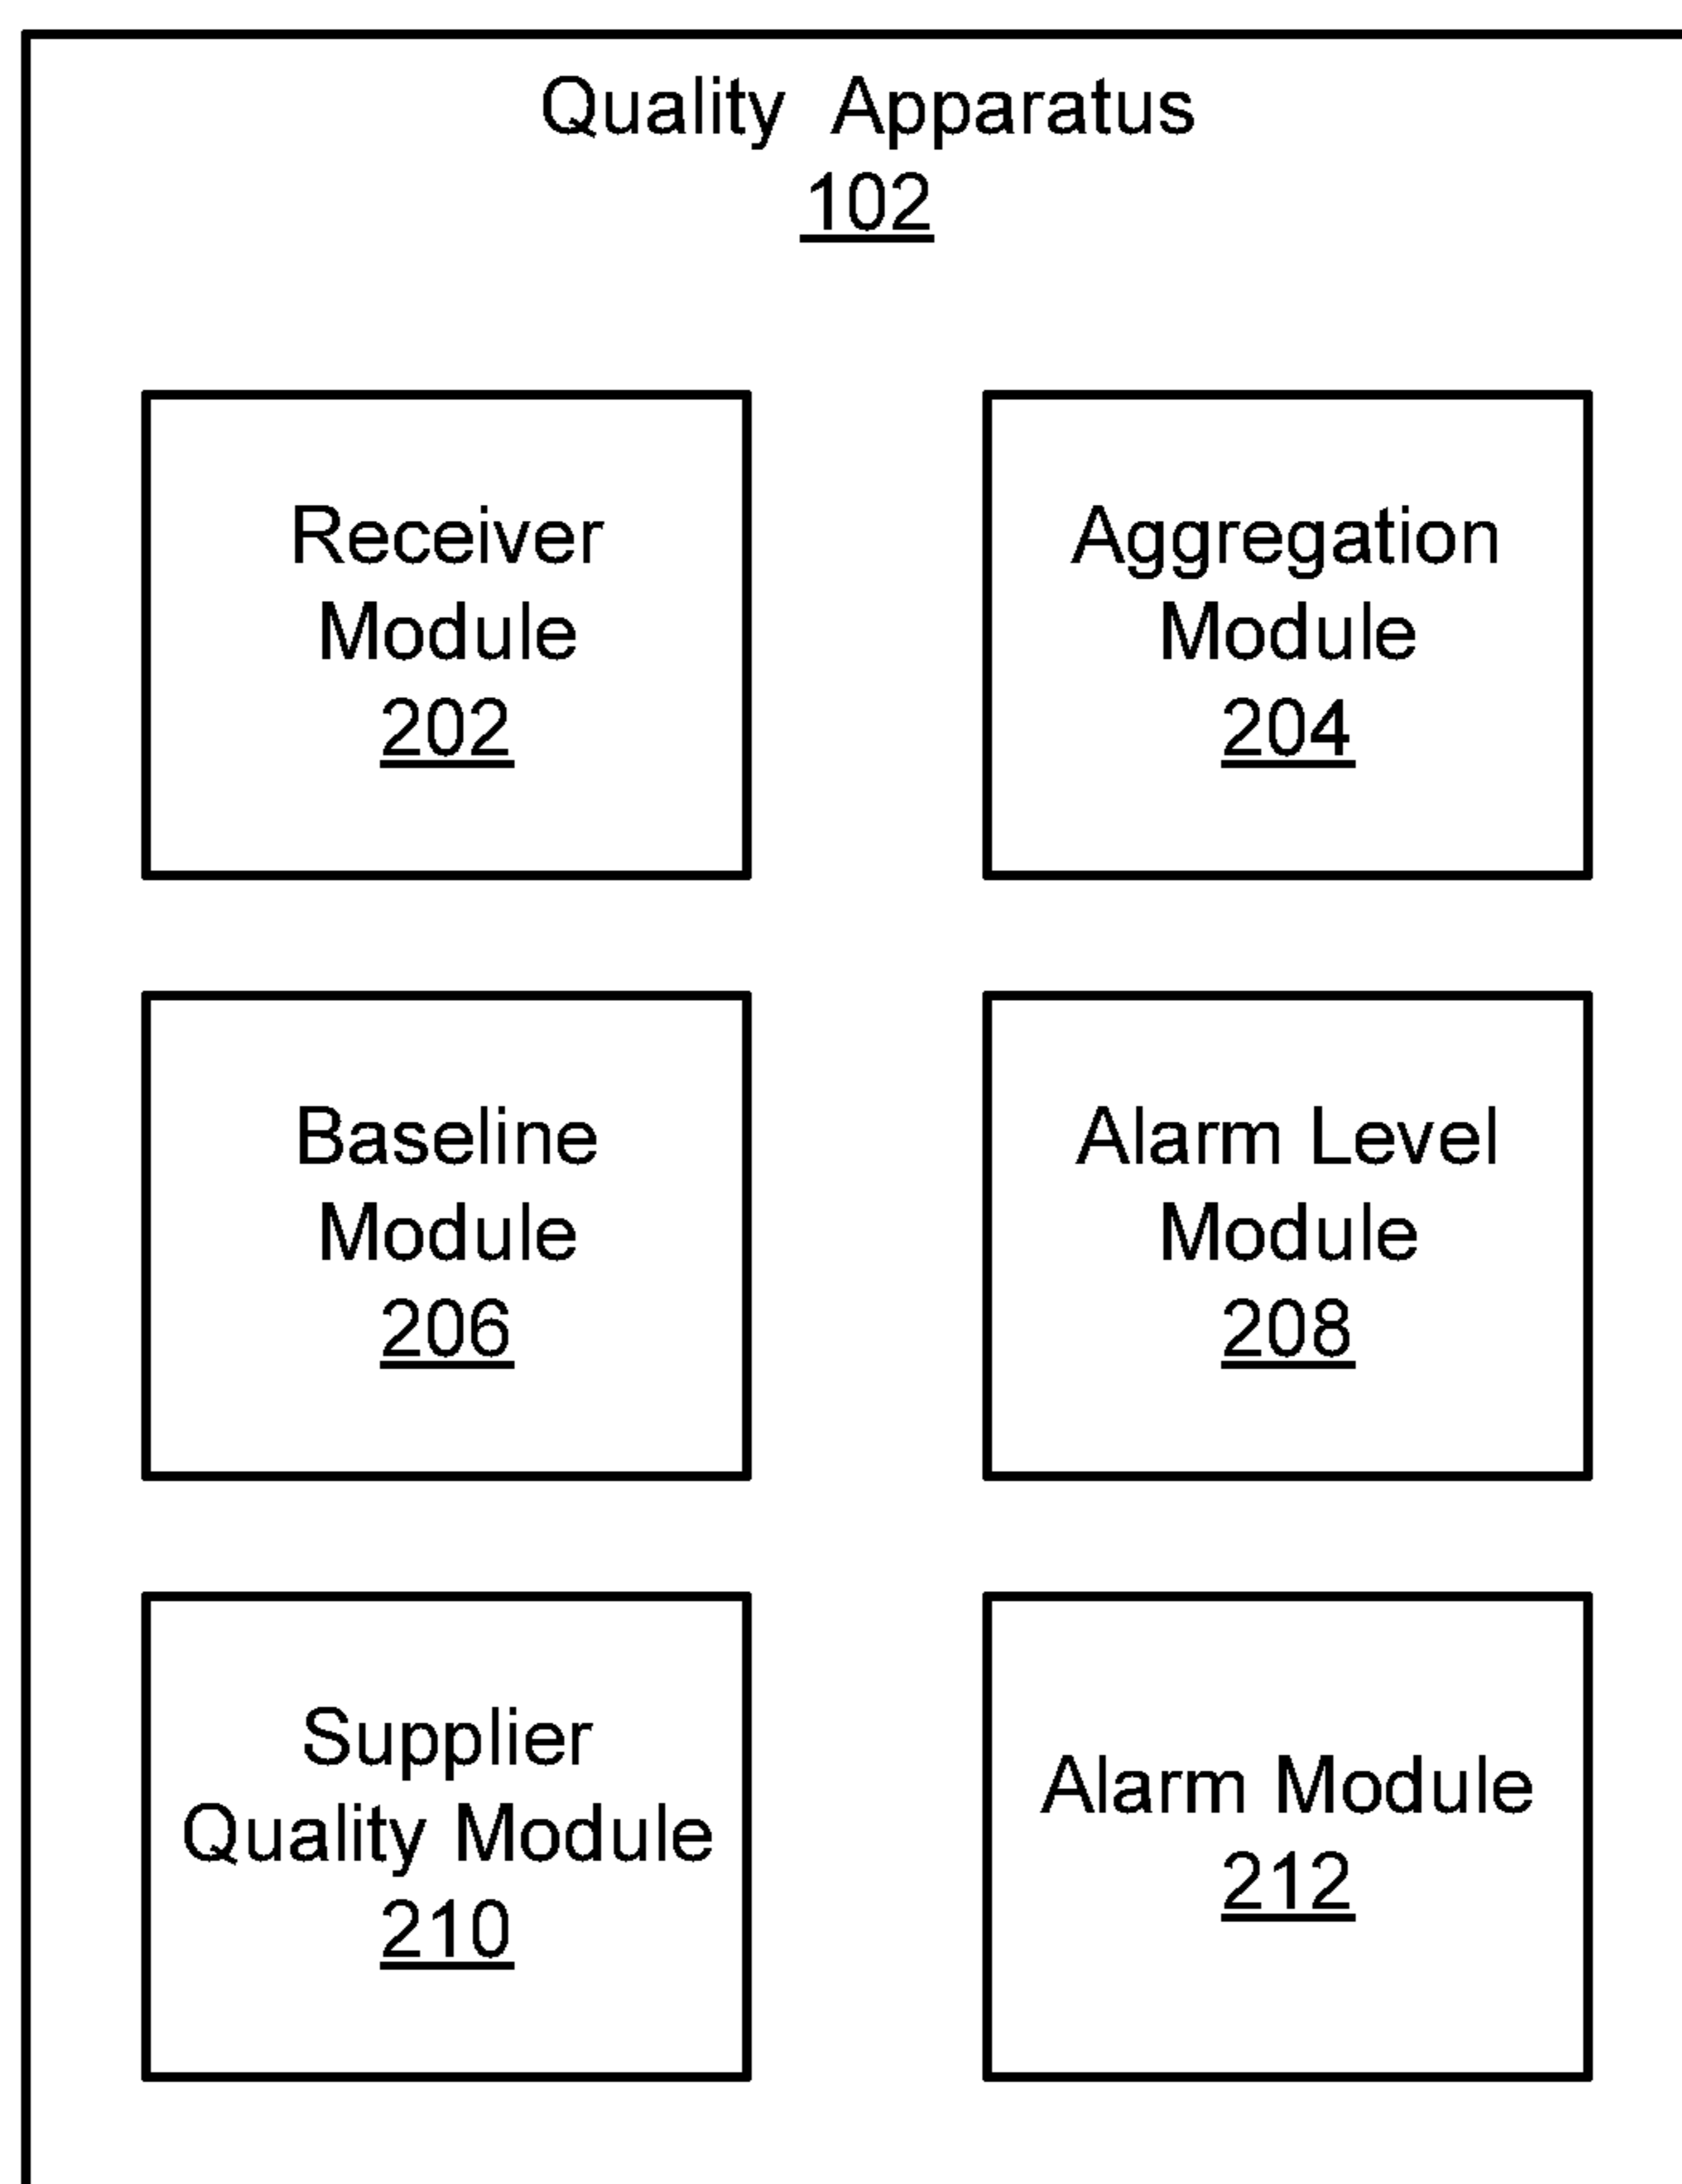 Quality Apparatus
102
Receiver
Module
202
Aggregation
Module
204
Baseline
Module
206
Alarm Level
Module
208
Supplier
Quality Module
210
Alarm Module
212